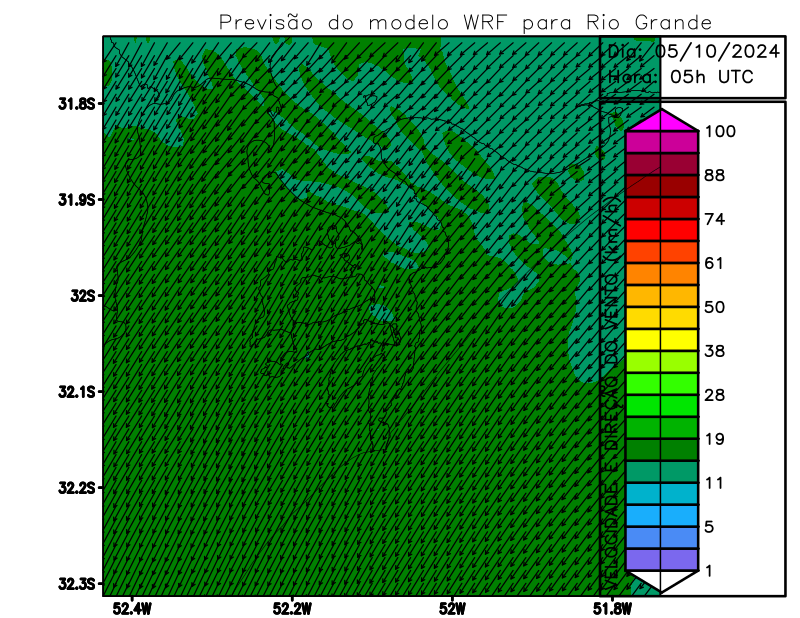 Previsão do modelo WRF para Rio Grande
Dia: 05/10/2024
Hora: 05h UTC
VELOCIDADE E DIREÇÃO DO VENTO (km/h)
100
88
74
61
50
38
28
19
11
5
1
31.8S
31.9S
32S
32.1S
32.2S
32.3S
52.4W
52.2W
52W
51.8W